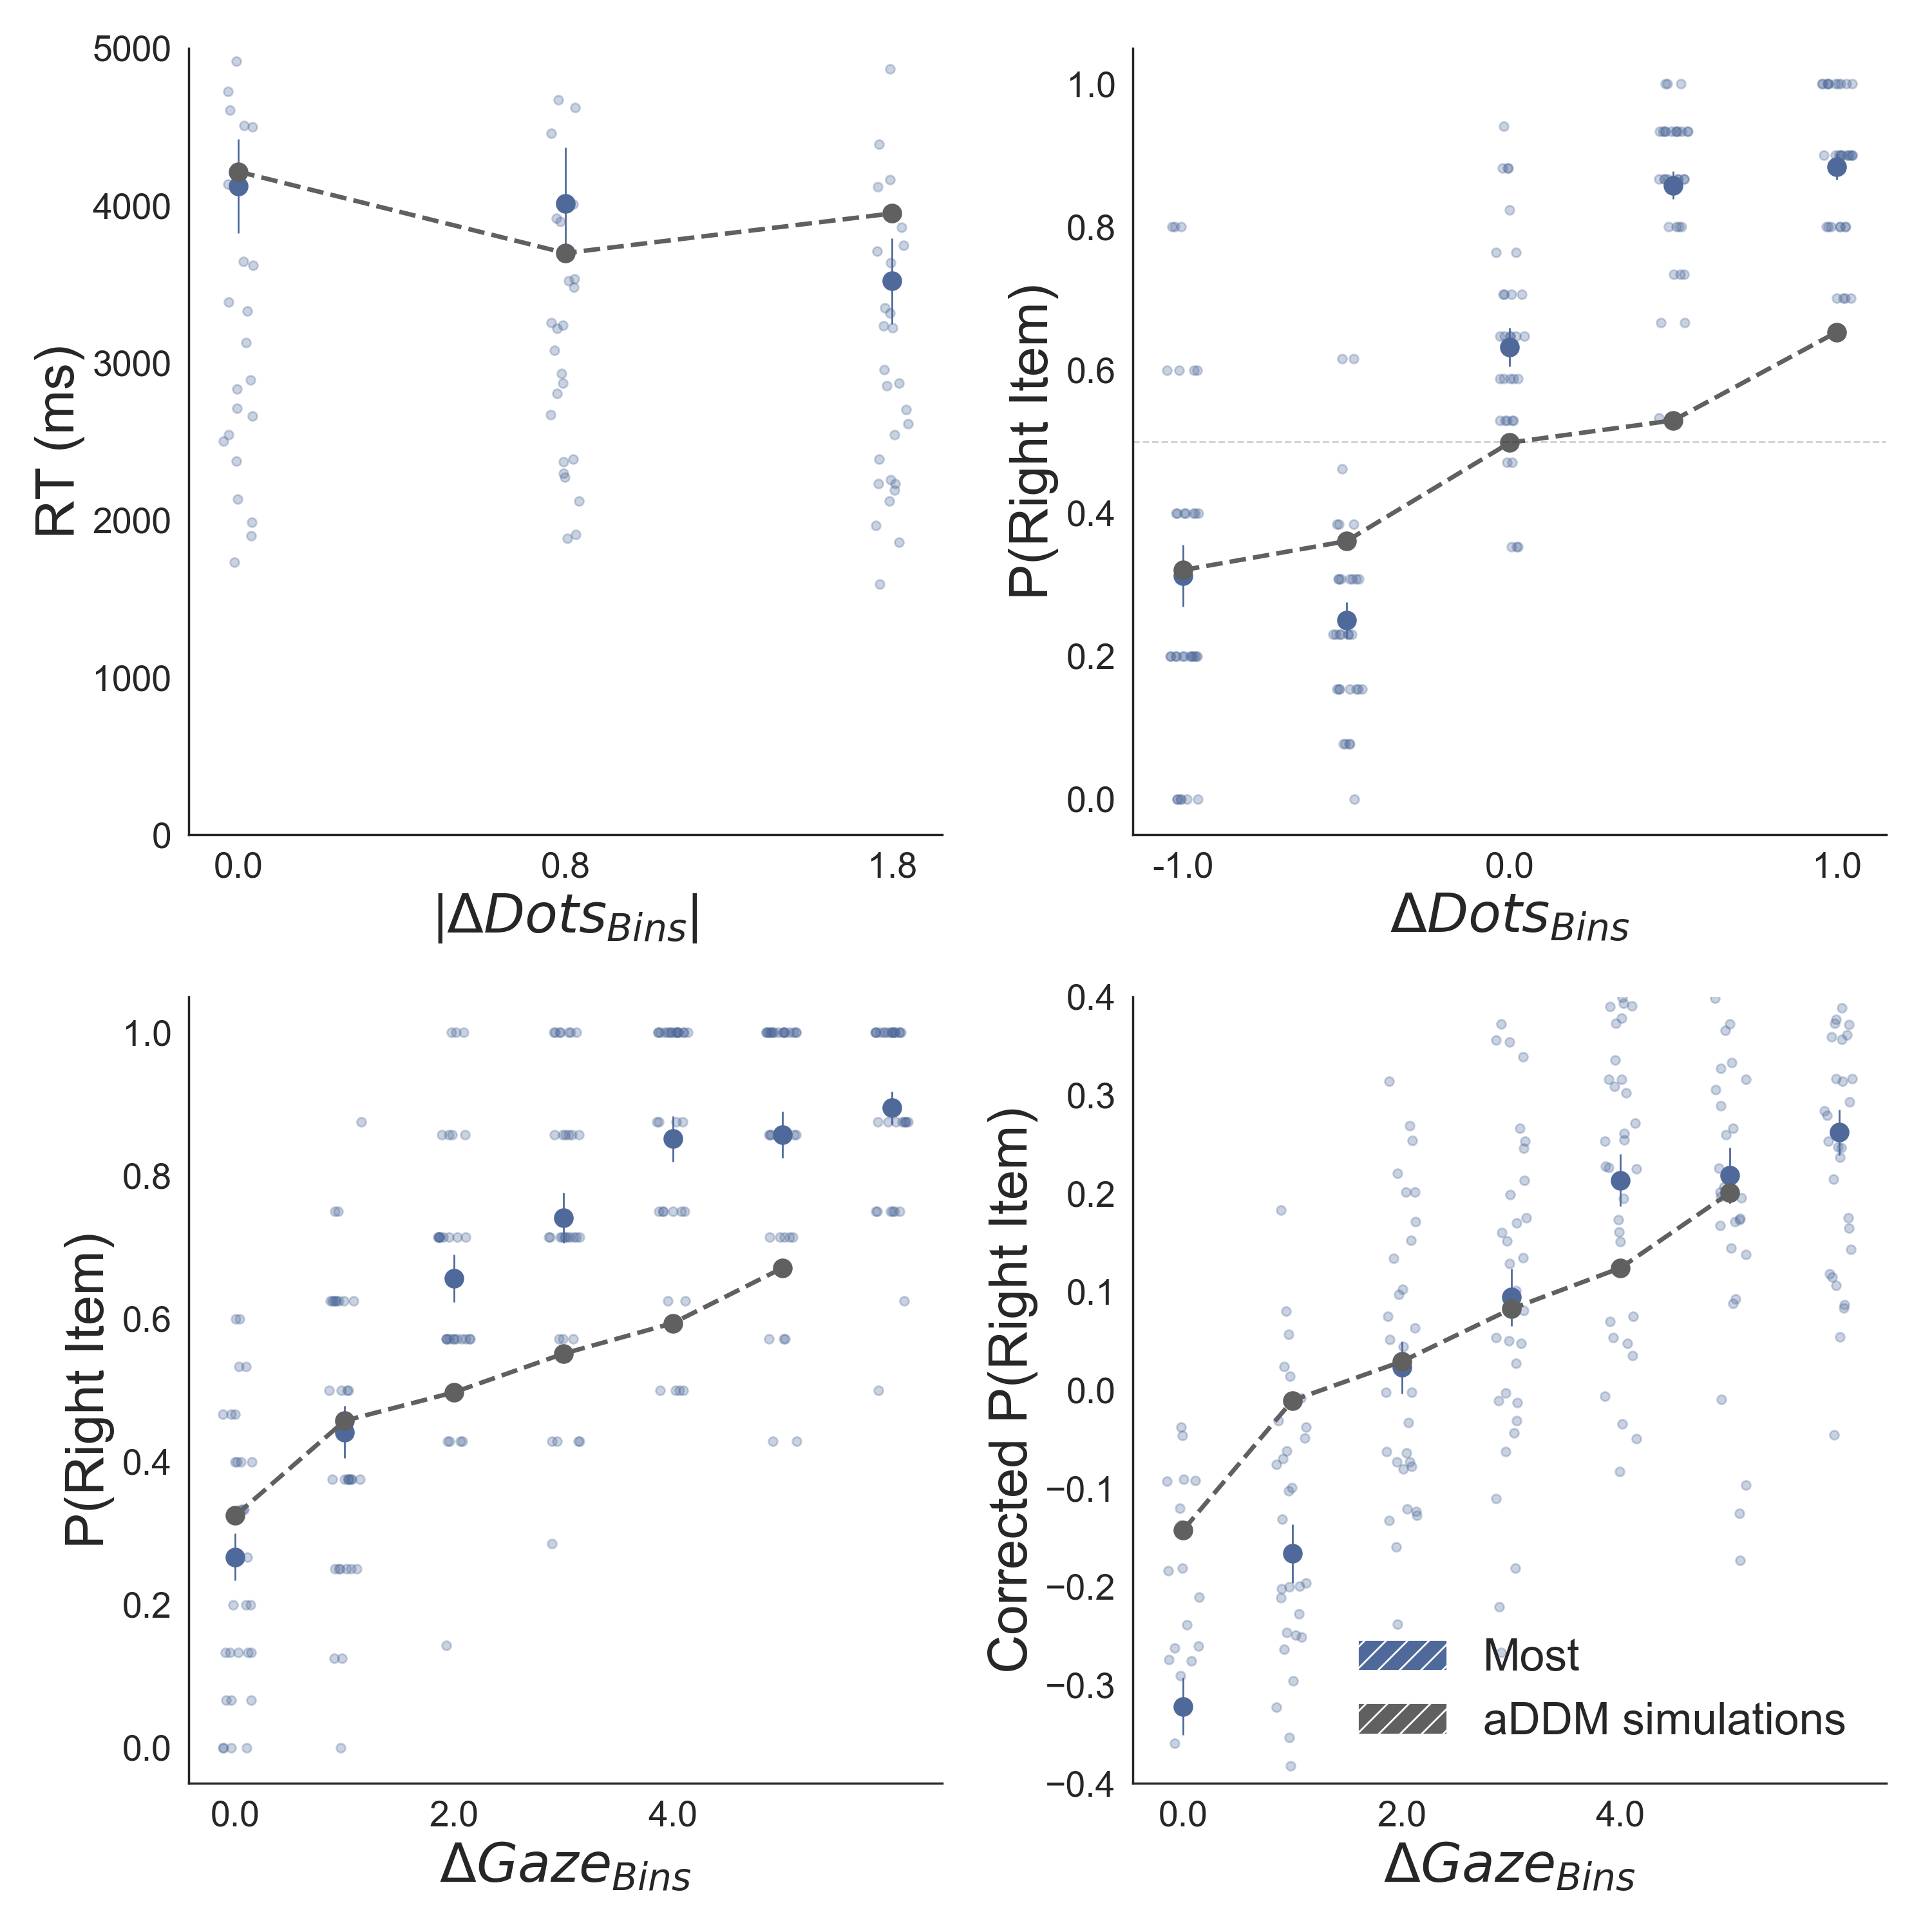 5000
4000
3000
2000
1000
0
RT (ms)
0.0 0.8 1.8
|ΔDots_Bins|
1.0
0.8
0.6
0.4
0.2
0.0
P(Right Item)
-1.0 0.0 1.0
ΔDots_Bins
1.0
0.8
0.6
0.4
0.2
0.0
P(Right Item)
0.0 2.0 4.0
ΔGaze_Bins
0.4
0.3
0.2
0.1
0.0
−0.1
−0.2
−0.3
−0.4
Corrected P(Right Item)
Most
aDDM simulations
0.0 2.0 4.0
ΔGaze_Bins